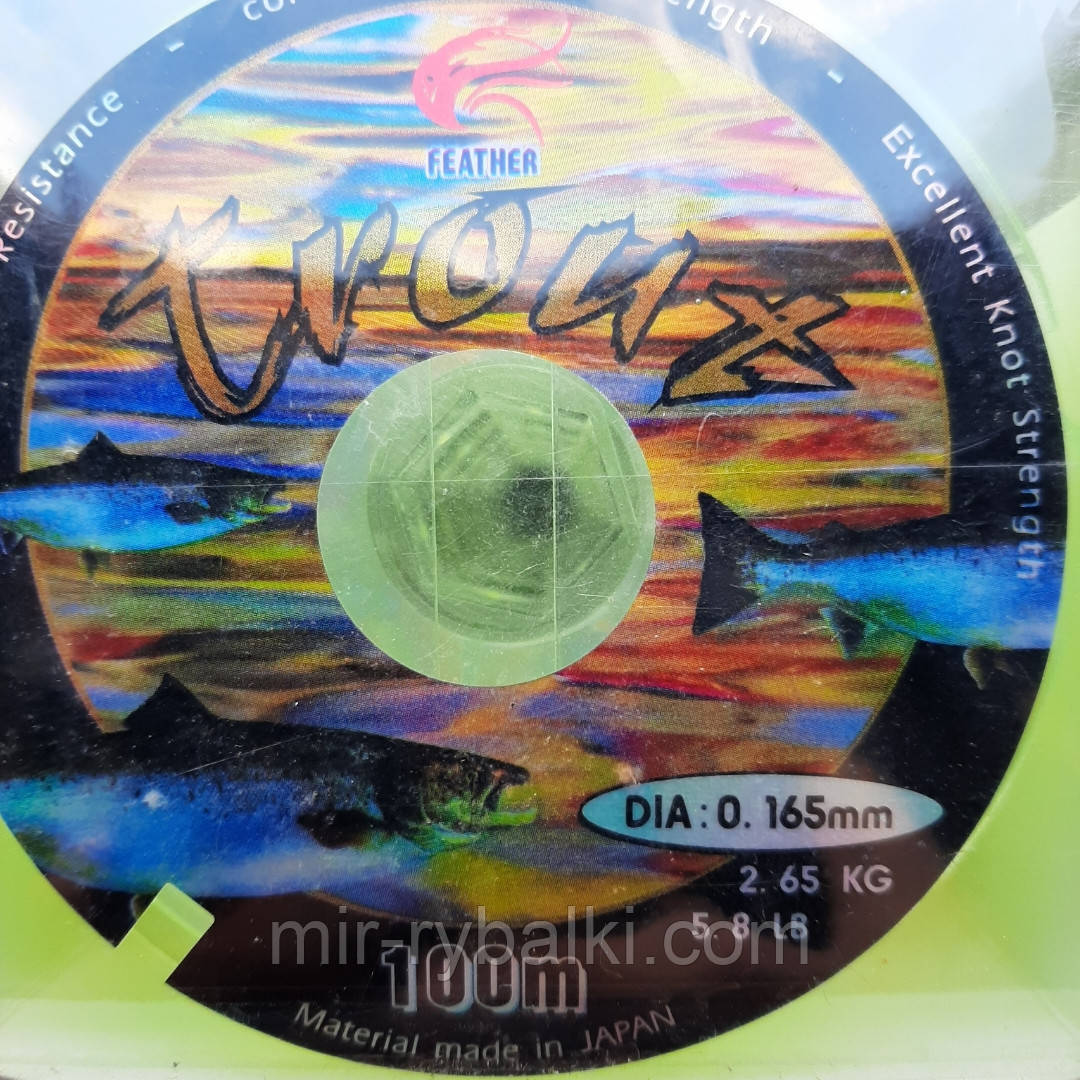 Resistance
Excellent Knot Strength
FEATHER
troux
DIA: 0.165mm
2.65 KG
5.8 LB
mir-rybalki.com
100m
Material made in JAPAN